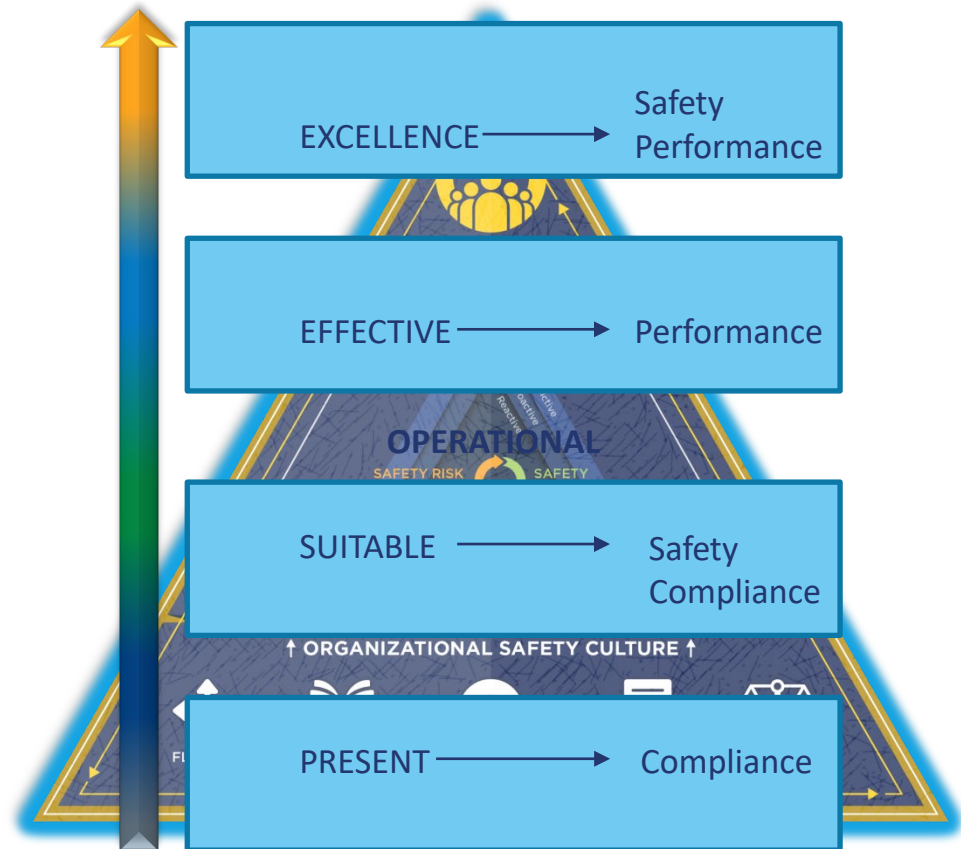 EXCELLENCE
Safety
Performance
EFFECTIVE
Performance
Reactive
OPERATIONAL
SAFETY RISK
SAFETY
SUITABLE
Safety
Compliance
↑ ORGANIZATIONAL SAFETY CULTURE ↑
PRESENT
Compliance